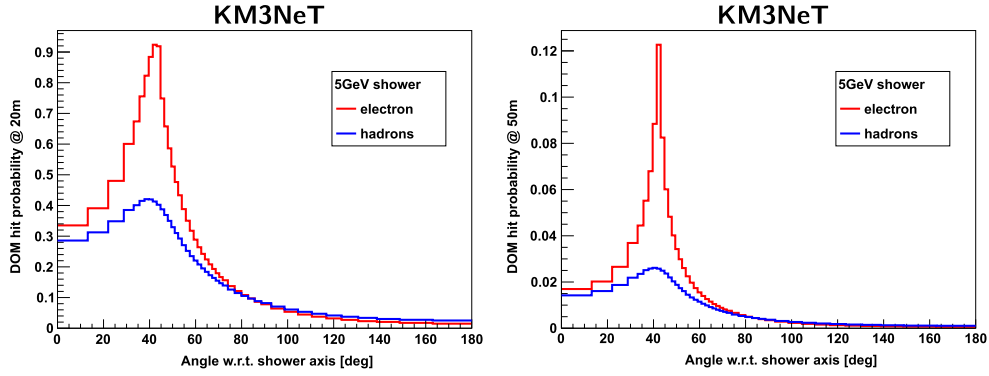 KM3NeT
DOM hit probability @ 20m
0.9
0.8
0.7
0.6
0.5
0.4
0.3
0.2
0.1
0
5GeV shower
electron
hadrons
0 20 40 60 80 100 120 140 160 180
Angle w.r.t. shower axis [deg]
KM3NeT
DOM hit probability @ 50m
0.12
0.1
0.08
0.06
0.04
0.02
0
5GeV shower
electron
hadrons
0 20 40 60 80 100 120 140 160 180
Angle w.r.t. shower axis [deg]